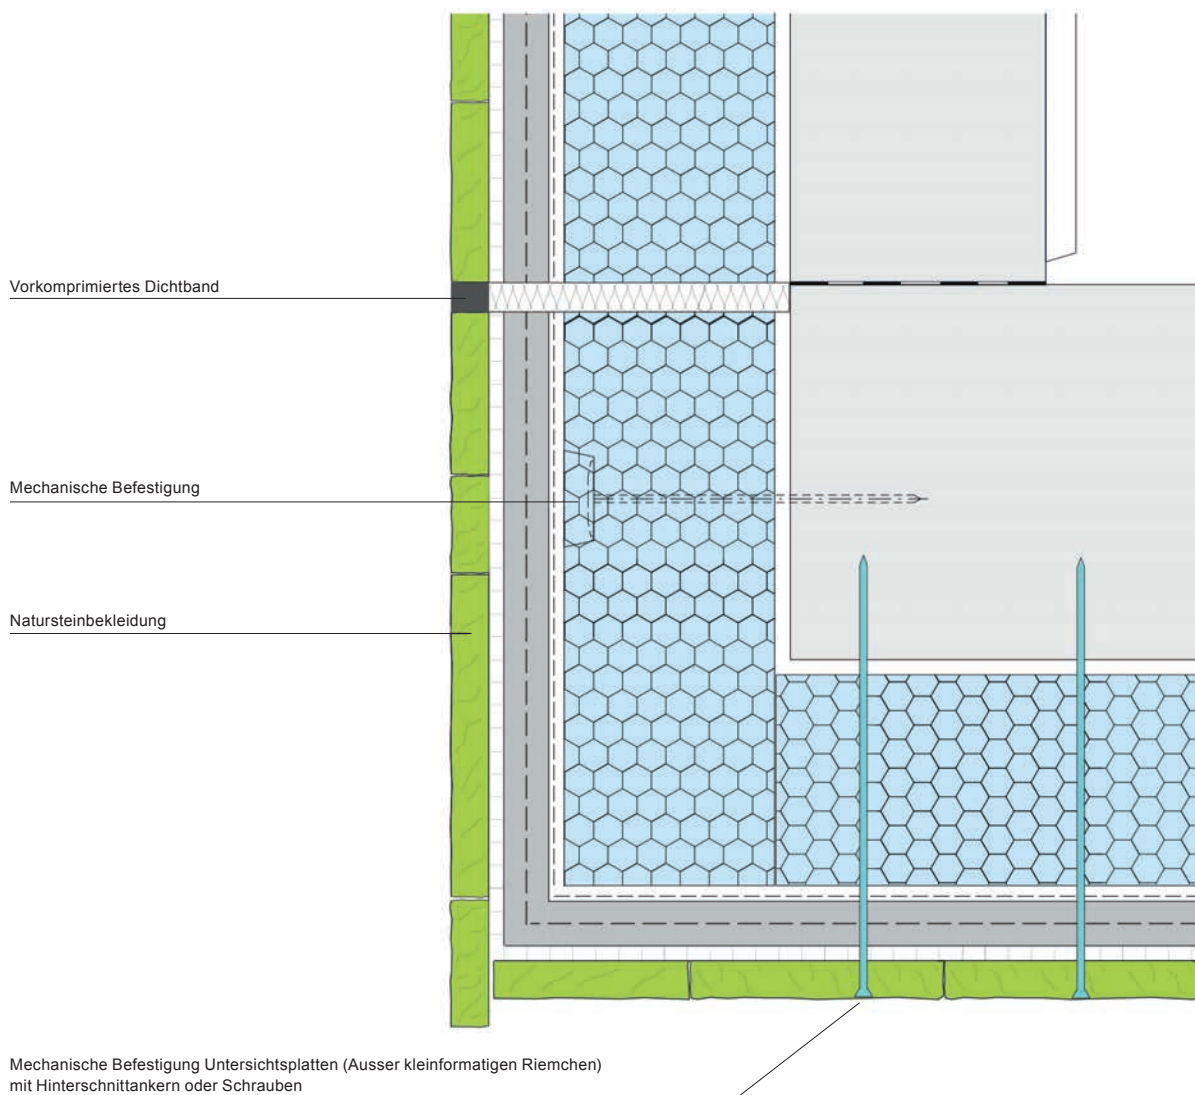 Vorkomprimiertes Dichtband
Mechanische Befestigung
Natursteinbekleidung
Mechanische Befestigung Untersichtsplatten (Ausser kleinformatigen Riemchen)
mit Hinterschnittankern oder Schrauben